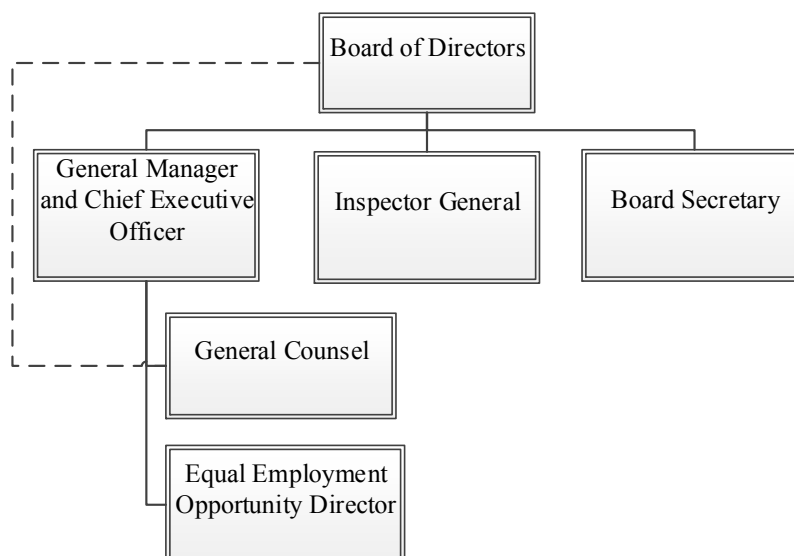 Board of Directors
General Manager
and Chief Executive
Officer
Inspector General
Board Secretary
General Counsel
Equal Employment
Opportunity Director